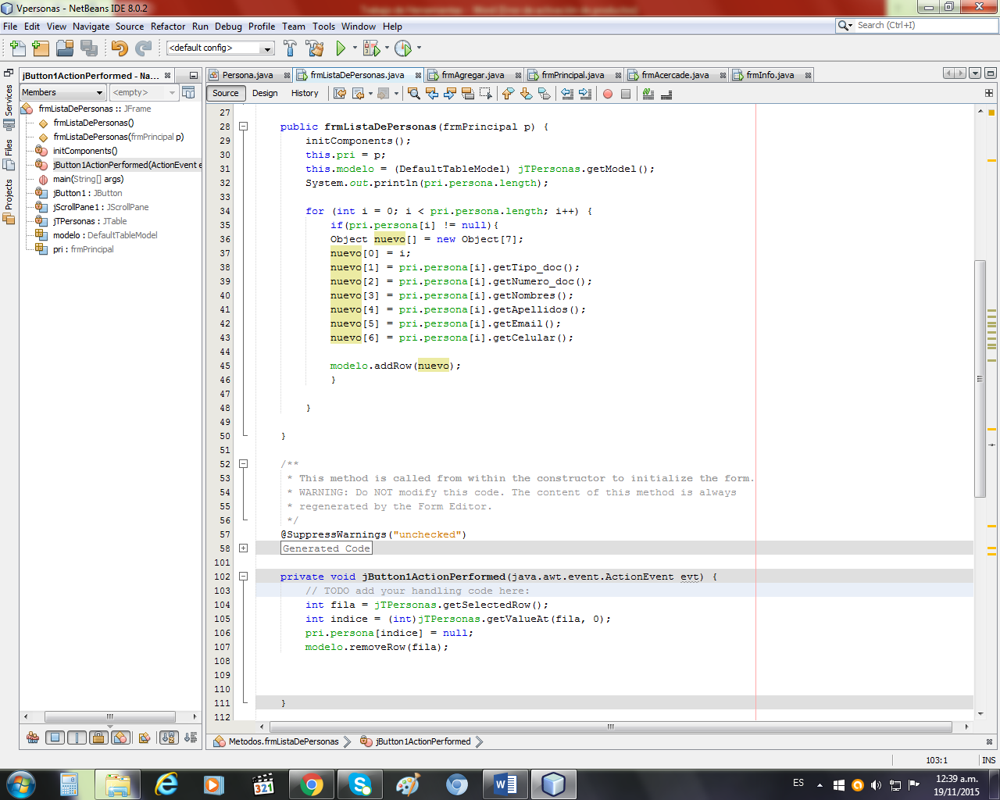 Vpersonas - NetBeans IDE 8.0.2
File Edit View Navigate Source Refactor Run Debug Profile Team Tools Window Help
Search (Ctrl+I)
<default config>
jButton1ActionPerformed - Na...
Persona.java
frmListaDePersonas.java
frmAgregar.java
frmPrincipal.java
frmAcercade.java
frmInfo.java
Members
<empty>
Source Design History
Services
Files
Projects
frmListaDePersonas :: JFrame
frmListaDePersonas()
frmListaDePersonas(frmPrincipal p)
initComponents()
jButton1ActionPerformed(ActionEvent e
main(String[] args)
jButton1 : JButton
jScrollPane1 : JScrollPane
jTPersonas : JTable
modelo : DefaultTableModel
pri : frmPrincipal
27
28 public frmListaDePersonas(frmPrincipal p) {
29 initComponents();
30 this.pri = p;
31 this.modelo = (DefaultTableModel) jTPersonas.getModel();
32 System.out.println(pri.persona.length);
33
34 for (int i = 0; i < pri.persona.length; i++) {
35 if(pri.persona[i] != null){
36 Object nuevo[] = new Object[7];
37 nuevo[0] = i;
38 nuevo[1] = pri.persona[i].getTipo_doc();
39 nuevo[2] = pri.persona[i].getNumero_doc();
40 nuevo[3] = pri.persona[i].getNombres();
41 nuevo[4] = pri.persona[i].getApellidos();
42 nuevo[5] = pri.persona[i].getEmail();
43 nuevo[6] = pri.persona[i].getCelular();
44
45 modelo.addRow(nuevo);
46 }
47
48 }
49
50 }
51
52 /**
53 * This method is called from within the constructor to initialize the form.
54 * WARNING: Do NOT modify this code. The content of this method is always
55 * regenerated by the Form Editor.
56 */
57 @SuppressWarnings("unchecked")
58 Generated Code
101
102 private void jButton1ActionPerformed(java.awt.event.ActionEvent evt) {
103 // TODO add your handling code here:
104 int fila = jTPersonas.getSelectedRow();
105 int indice = (int)jTPersonas.getValueAt(fila, 0);
106 pri.persona[indice] = null;
107 modelo.removeRow(fila);
108
109
110
111 }
112
Metodos.frmListaDePersonas
jButton1ActionPerformed
103:1 INS
321
ES
12:39 a.m.
19/11/2015